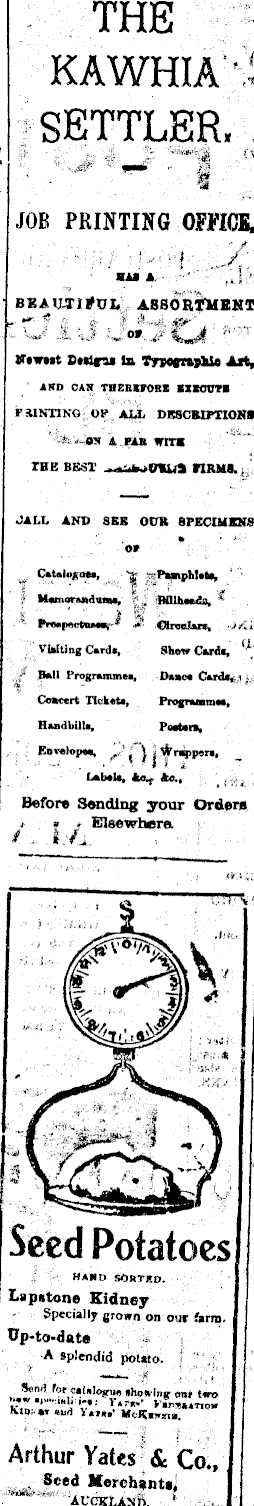 THE
KAWHIA
SETTLER.
JOB PRINTING OFFICE,
HAS A
BEAUTIFUL ASSORTMENT
OF
Newest Designs in Typographic Art,
AND CAN THEREFORE EXECUTE
PRINTING OF ALL DESCRIPTIONS
ON A PAR WITH
THE BEST FIRMS.
CALL AND SEE OUR SPECIMENS
OF
Catalogues, Pamphlets,
Memorandums, Billheads,
Prospectuses, Circulars,
Visiting Cards, Show Cards,
Ball Programmes, Dance Cards,
Concert Tickets, Programmes,
Handbills, Posters,
Envelopes, Wrappers,
Labels, &c., &c.,
Before Sending your Orders
Elsewhere.
Seed Potatoes
HAND SORTED.
Lapstone Kidney
Specially grown on our farm.
Up-to-date
A splendid potato.
Send for catalogue showing our two
new specialities: YATES' FEDERATION
KIDNEY and YATES' MCKENZIE.
Arthur Yates & Co.,
Seed Merchants,
AUCKLAND.